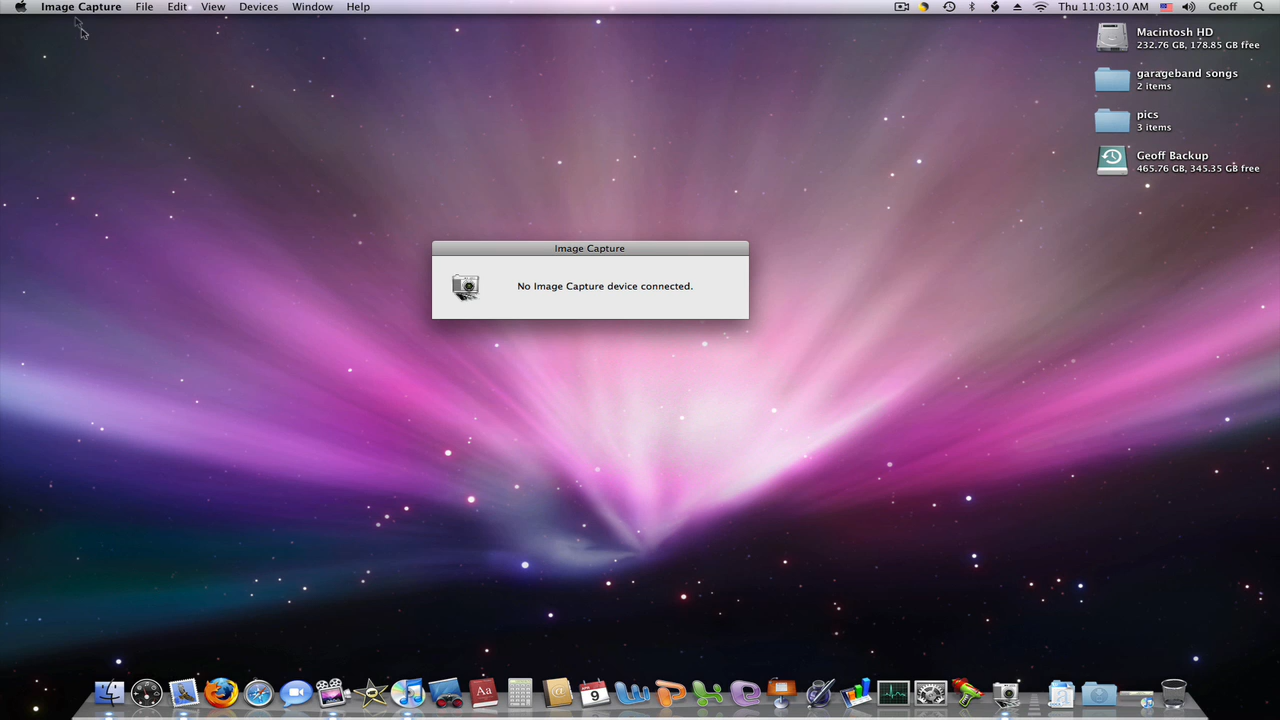 Image Capture File Edit View Devices Window Help Thu 11:03:10 AM Geoff
Macintosh HD
232.76 GB, 178.85 GB free
garageband songs
2 items
pics
3 items
Geoff Backup
465.76 GB, 345.35 GB free
Image Capture
No Image Capture device connected.
Aa
9